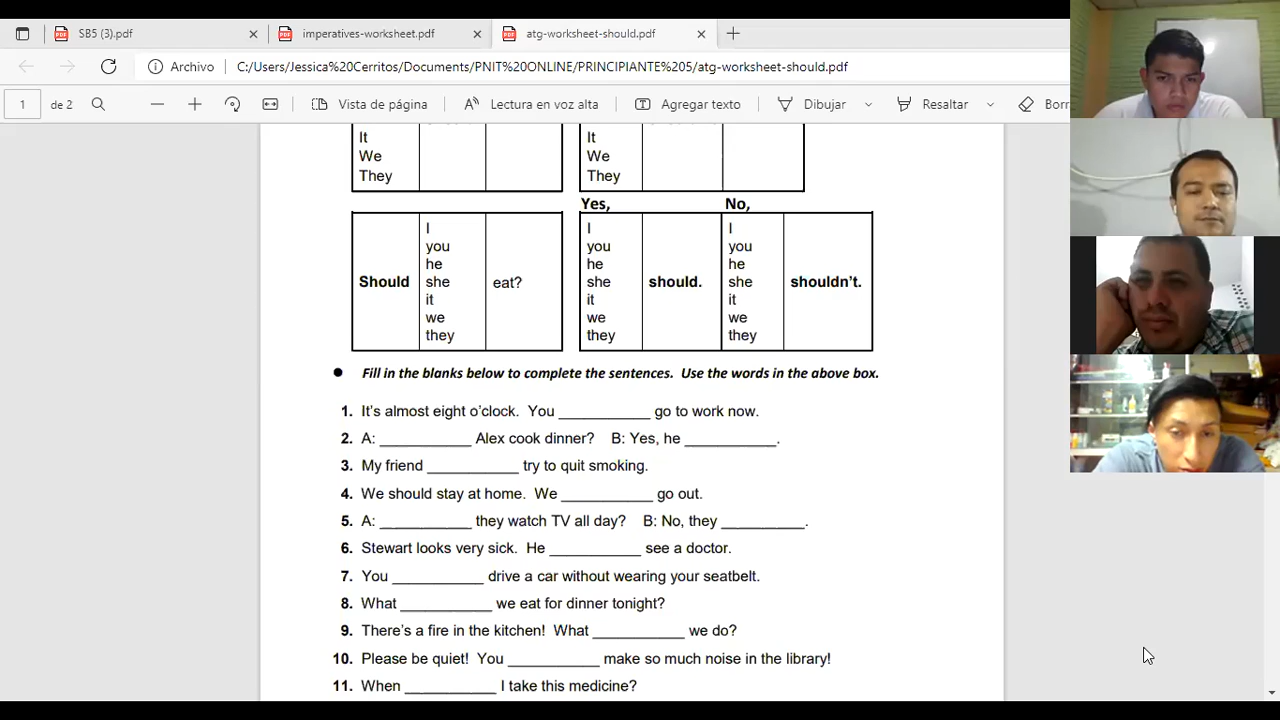 SB5 (3).pdf
imperatives-worksheet.pdf
atg-worksheet-should.pdf
Archivo C:/Users/Jessica%20Cerritos/Documents/PNIT%20ONLINE/PRINCIPIANTE%205/atg-worksheet-should.pdf
1 de 2 Vista de página Lectura en voz alta Agregar texto Dibujar Resaltar Borr
It
We
They
It
We
They
Should
I
you
he
she
it
we
they
eat?
Yes,
I
you
he
she
it
we
they
should.
No,
I
you
he
she
it
we
they
shouldn't.
● Fill in the blanks below to complete the sentences. Use the words in the above box.
1. It's almost eight o'clock. You ___________ go to work now.
2. A: ___________ Alex cook dinner? B: Yes, he ___________.
3. My friend ___________ try to quit smoking.
4. We should stay at home. We ___________ go out.
5. A: ___________ they watch TV all day? B: No, they __________.
6. Stewart looks very sick. He ___________ see a doctor.
7. You ___________ drive a car without wearing your seatbelt.
8. What ___________ we eat for dinner tonight?
9. There's a fire in the kitchen! What ___________ we do?
10. Please be quiet! You ___________ make so much noise in the library!
11. When ___________ I take this medicine?